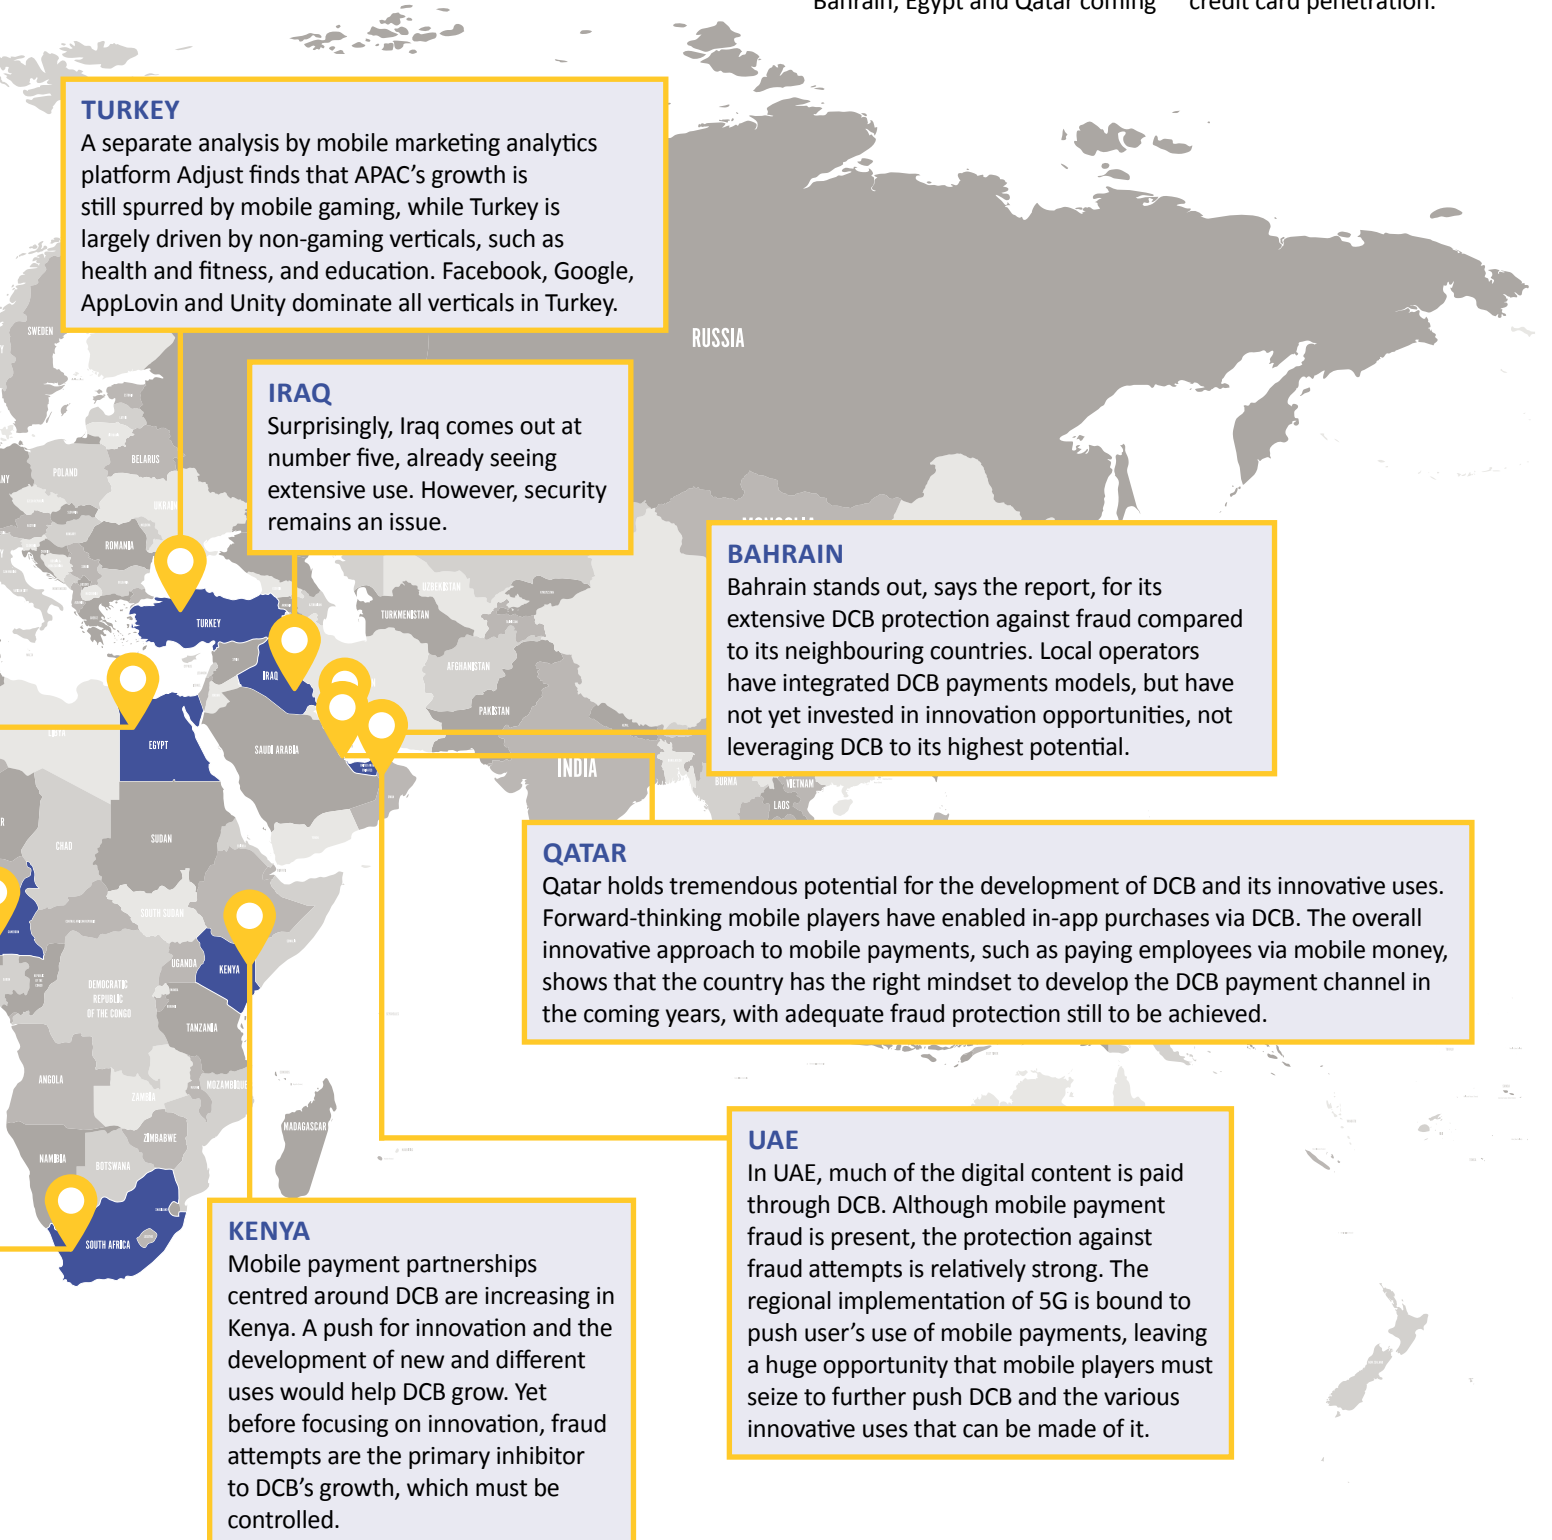 Bahrain, Egypt and Qatar coming
credit card penetration.
TURKEY
A separate analysis by mobile marketing analytics
platform Adjust finds that APAC's growth is
still spurred by mobile gaming, while Turkey is
largely driven by non-gaming verticals, such as
health and fitness, and education. Facebook, Google,
AppLovin and Unity dominate all verticals in Turkey.
SWEDEN
RUSSIA
IRAQ
Surprisingly, Iraq comes out at
number five, already seeing
extensive use. However, security
remains an issue.
BELARUS
POLAND
ROMANIA
BAHRAIN
Bahrain stands out, says the report, for its
extensive DCB protection against fraud compared
to its neighbouring countries. Local operators
have integrated DCB payments models, but have
not yet invested in innovation opportunities, not
leveraging DCB to its highest potential.
UZBEKISTAN
TURKMENISTAN
TURKEY
AFGHANISTAN
IRAQ
PAKISTAN
EGYPT
SAUDI ARABIA
INDIA
BURMA
VIETNAM
LAOS
QATAR
Qatar holds tremendous potential for the development of DCB and its innovative uses.
Forward-thinking mobile players have enabled in-app purchases via DCB. The overall
innovative approach to mobile payments, such as paying employees via mobile money,
shows that the country has the right mindset to develop the DCB payment channel in
the coming years, with adequate fraud protection still to be achieved.
CHAD
SUDAN
SOUTH SUDAN
UGANDA
KENYA
DEMOCRATIC
REPUBLIC
OF THE CONGO
TANZANIA
ANGOLA
ZAMBIA
MOZAMBIQUE
MADAGASCAR
ZIMBABWE
NAMIBIA
BOTSWANA
SOUTH AFRICA
UAE
In UAE, much of the digital content is paid
through DCB. Although mobile payment
fraud is present, the protection against
fraud attempts is relatively strong. The
regional implementation of 5G is bound to
push user's use of mobile payments, leaving
a huge opportunity that mobile players must
seize to further push DCB and the various
innovative uses that can be made of it.
KENYA
Mobile payment partnerships
centred around DCB are increasing in
Kenya. A push for innovation and the
development of new and different
uses would help DCB grow. Yet
before focusing on innovation, fraud
attempts are the primary inhibitor
to DCB's growth, which must be
controlled.